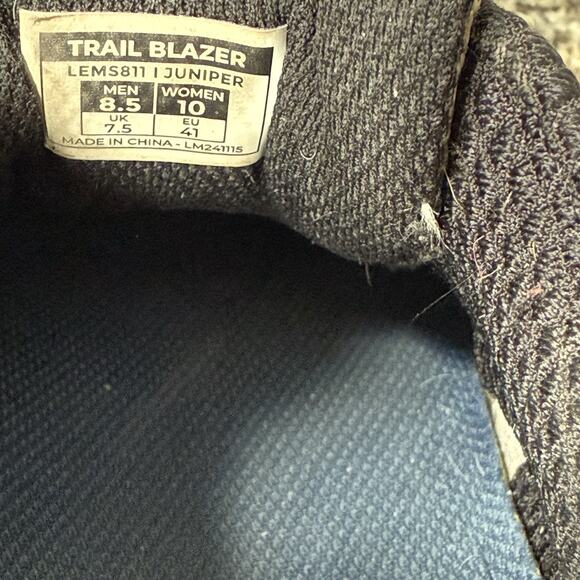 TRAIL BLAZER
LEMS811 | JUNIPER
MEN WOMEN
8.5 10
UK EU
7.5 41
MADE IN CHINA - LM241115